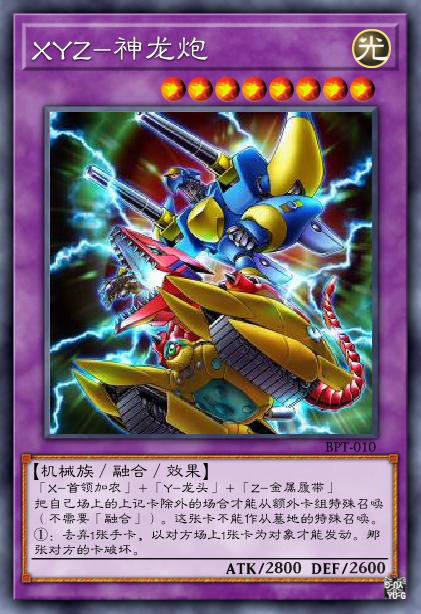 XYZ-神龙炮
光
BPT-010
【机械族／融合／效果】
「X-首领加农」+「Y-龙头」+「Z-金属履带」
把自己场上的上记卡除外的场合才能从额外卡组特殊召唤
（不需要「融合」）。这张卡不能作从墓地的特殊召唤。
①：丢弃1张手卡，以对方场上1张卡为对象才能发动。那
张对方的卡破坏。
ATK/2800 DEF/2600